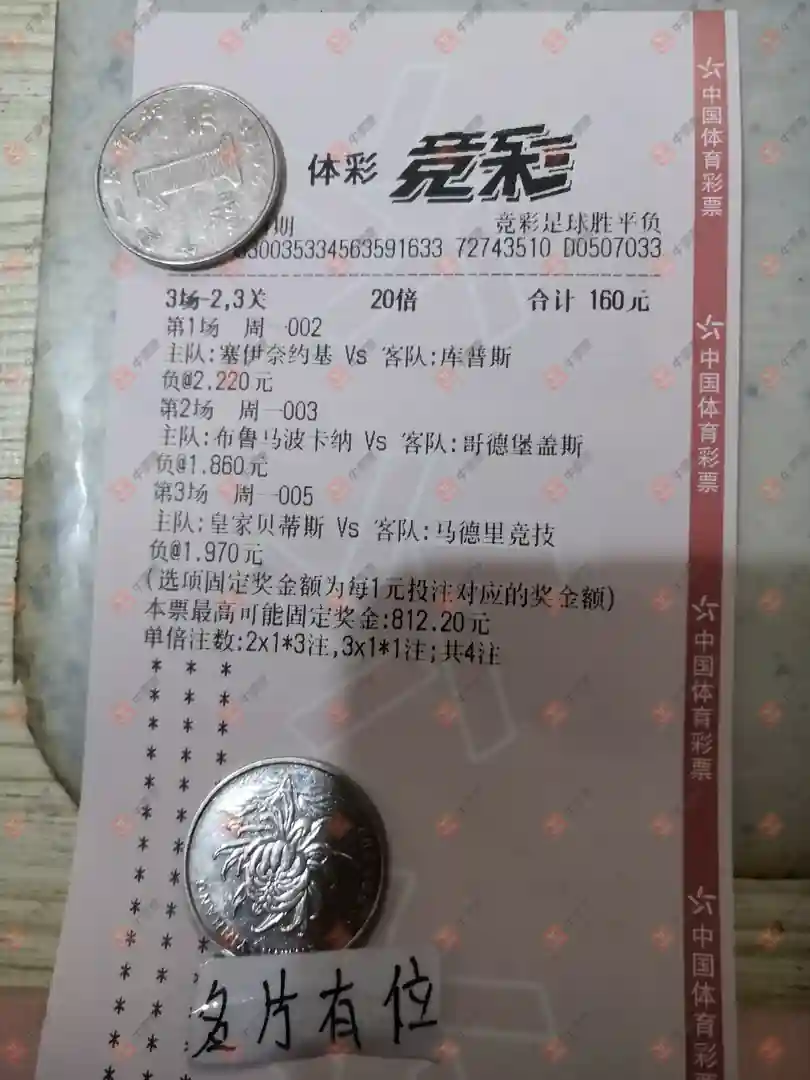 体彩 竞彩
期 竞彩足球胜平负
3300353345635​91633 72743510 D0507033
3场-2,3关 20倍 合计 160元
第1场 周一002
主队:塞伊奈约基 Vs 客队:库普斯
负@2.220元
第2场 周一003
主队:布鲁马波卡纳 Vs 客队:哥德堡盖斯
负@1.860元
第3场 周一005
主队:皇家贝蒂斯 Vs 客队:马德里竞技
负@1.970元
(选项固定奖金额为每1元投注对应的奖金额)
本票最高可能固定奖金:812.20元
单倍注数:2x1*3注,3x1*1注;共4注
名片有位
中国体育彩票
中国体育彩票
中国体育彩票
中国体育彩